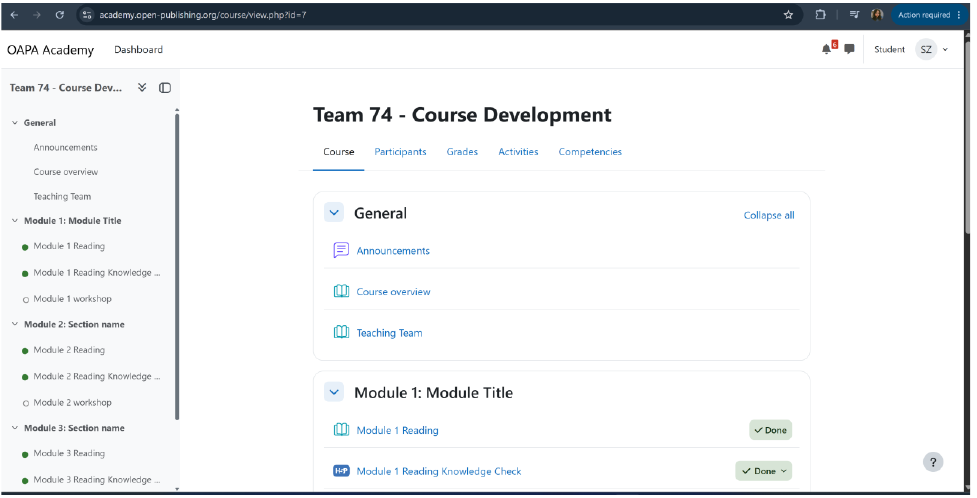 academy.open-publishing.org/course/view.php?id=7
Action required
OAPA Academy Dashboard
6
Student SZ
Team 74 - Course Dev...
General
Announcements
Course overview
Teaching Team
Module 1: Module Title
Module 1 Reading
Module 1 Reading Knowledge ...
Module 1 workshop
Module 2: Section name
Module 2 Reading
Module 2 Reading Knowledge ...
Module 2 workshop
Module 3: Section name
Module 3 Reading
Module 3 Reading Knowledge ...
Team 74 - Course Development
Course Participants Grades Activities Competencies
General
Collapse all
Announcements
Course overview
Teaching Team
Module 1: Module Title
Module 1 Reading
Done
H-P
Module 1 Reading Knowledge Check
Done
?